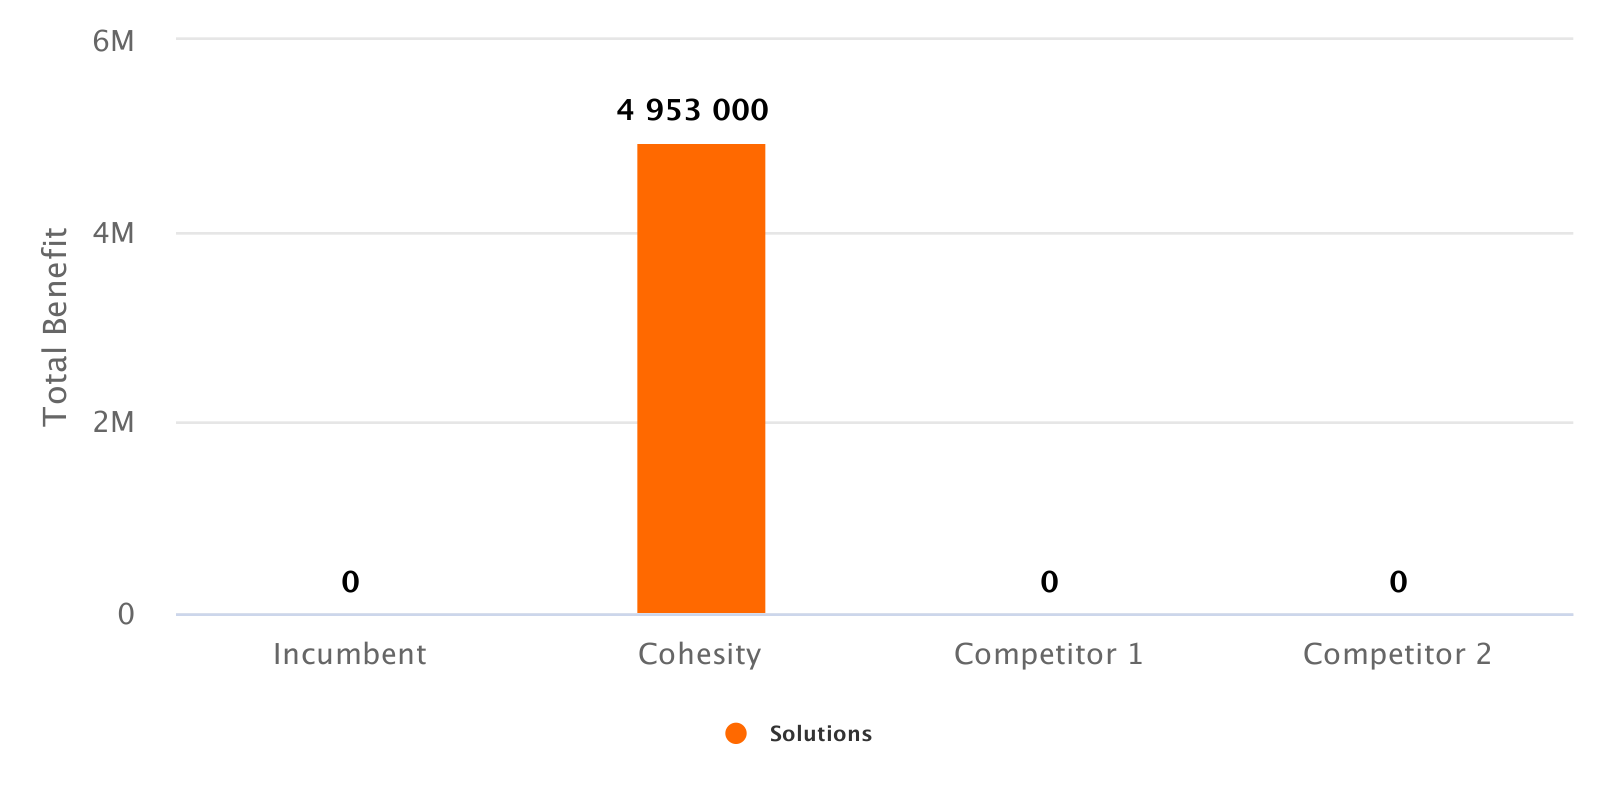 Total Benefit
6M
4M
2M
0
4 953 000
0
0
0
Incumbent
Cohesity
Competitor 1
Competitor 2
Solutions